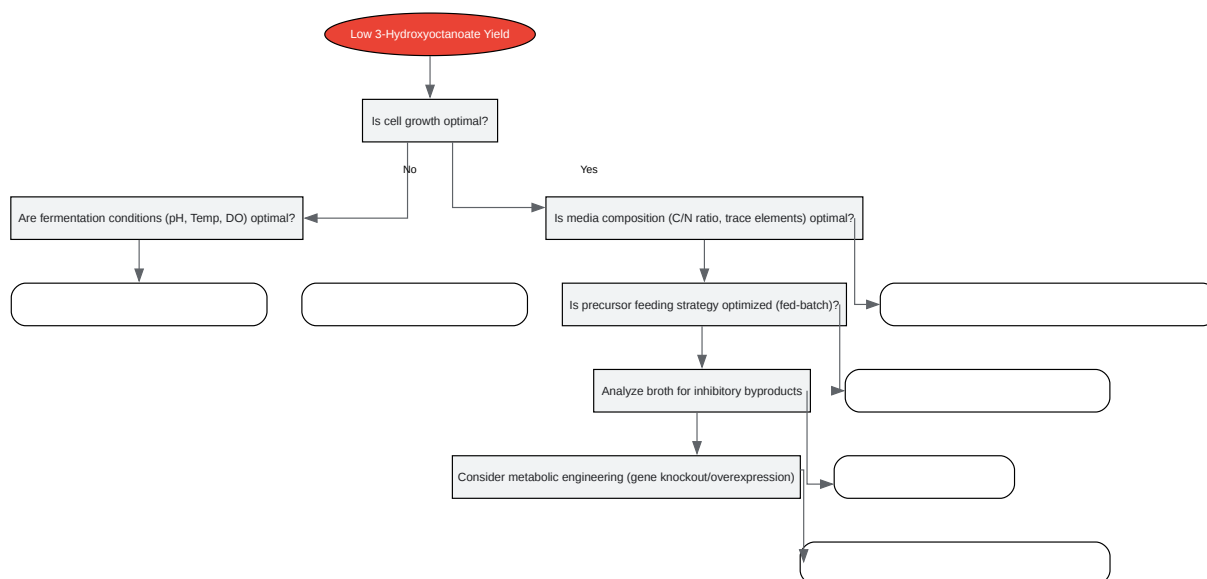 Low 3-Hydroxyoctanoate Yield
Is cell growth optimal?
No
Yes
Are fermentation conditions (pH, Temp, DO) optimal?
Is media composition (C/N ratio, trace elements) optimal?
Is precursor feeding strategy optimized (fed-batch)?
Analyze broth for inhibitory byproducts
Consider metabolic engineering (gene knockout/overexpression)